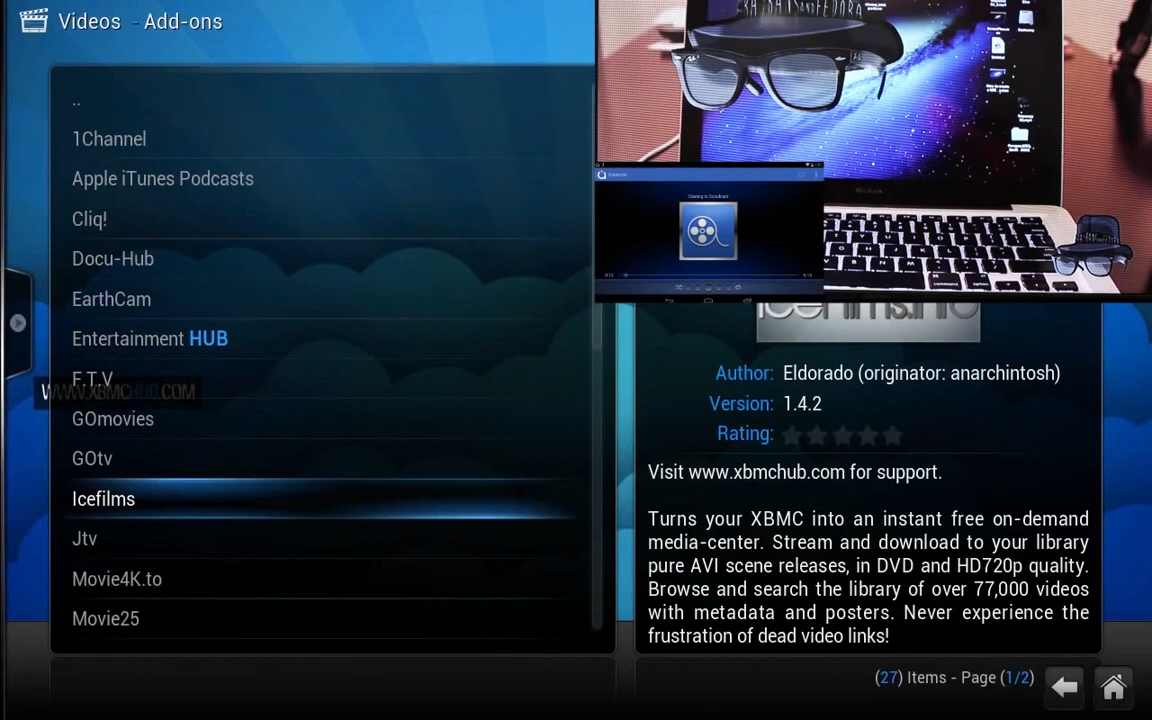 Videos - Add-ons
..
1Channel
Apple iTunes Podcasts
Cliq!
Docu-Hub
EarthCam
Entertainment HUB
F.T.V
WWW.XBMCHUB.COM
GOmovies
GOtv
Icefilms
Jtv
Movie4K.to
Movie25
icefilms.info
Author: Eldorado (originator: anarchintosh)
Version: 1.4.2
Rating:
Visit www.xbmchub.com for support.
Turns your XBMC into an instant free on-demand
media-center. Stream and download to your library
pure AVI scene releases, in DVD and HD720p quality.
Browse and search the library of over 77,000 videos
with metadata and posters. Never experience the
frustration of dead video links!
(27) Items - Page (1/2)